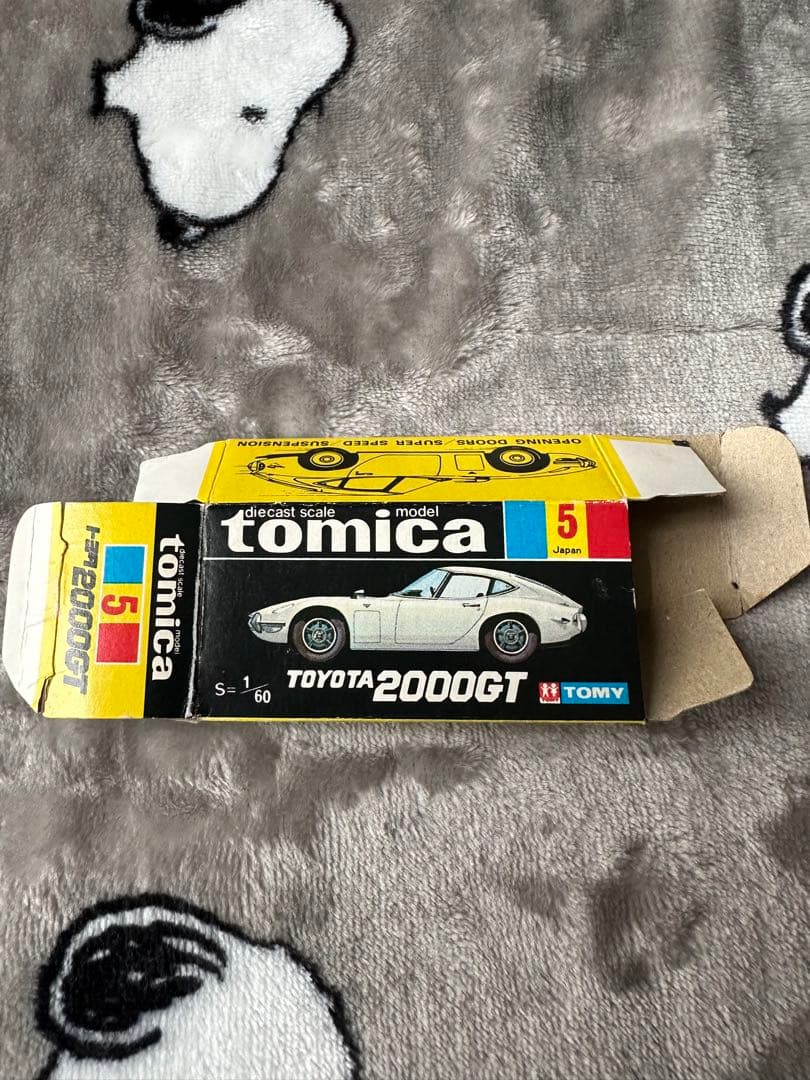 OPENING DOORS/SUPER SPEED/SUSPENSION
diecast scale model
tomica
5
Japan
S=1/60
TOYOTA 2000GT
TOMY
TOMY
diecast scale model
tomica
5
トヨタ2000GT